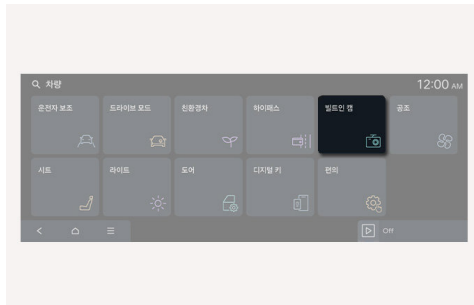 차량
12:00 AM
운전자 보조
드라이브 모드
친환경차
하이패스
빌트인 캠
공조
시트
라이트
도어
디지털 키
편의
Off